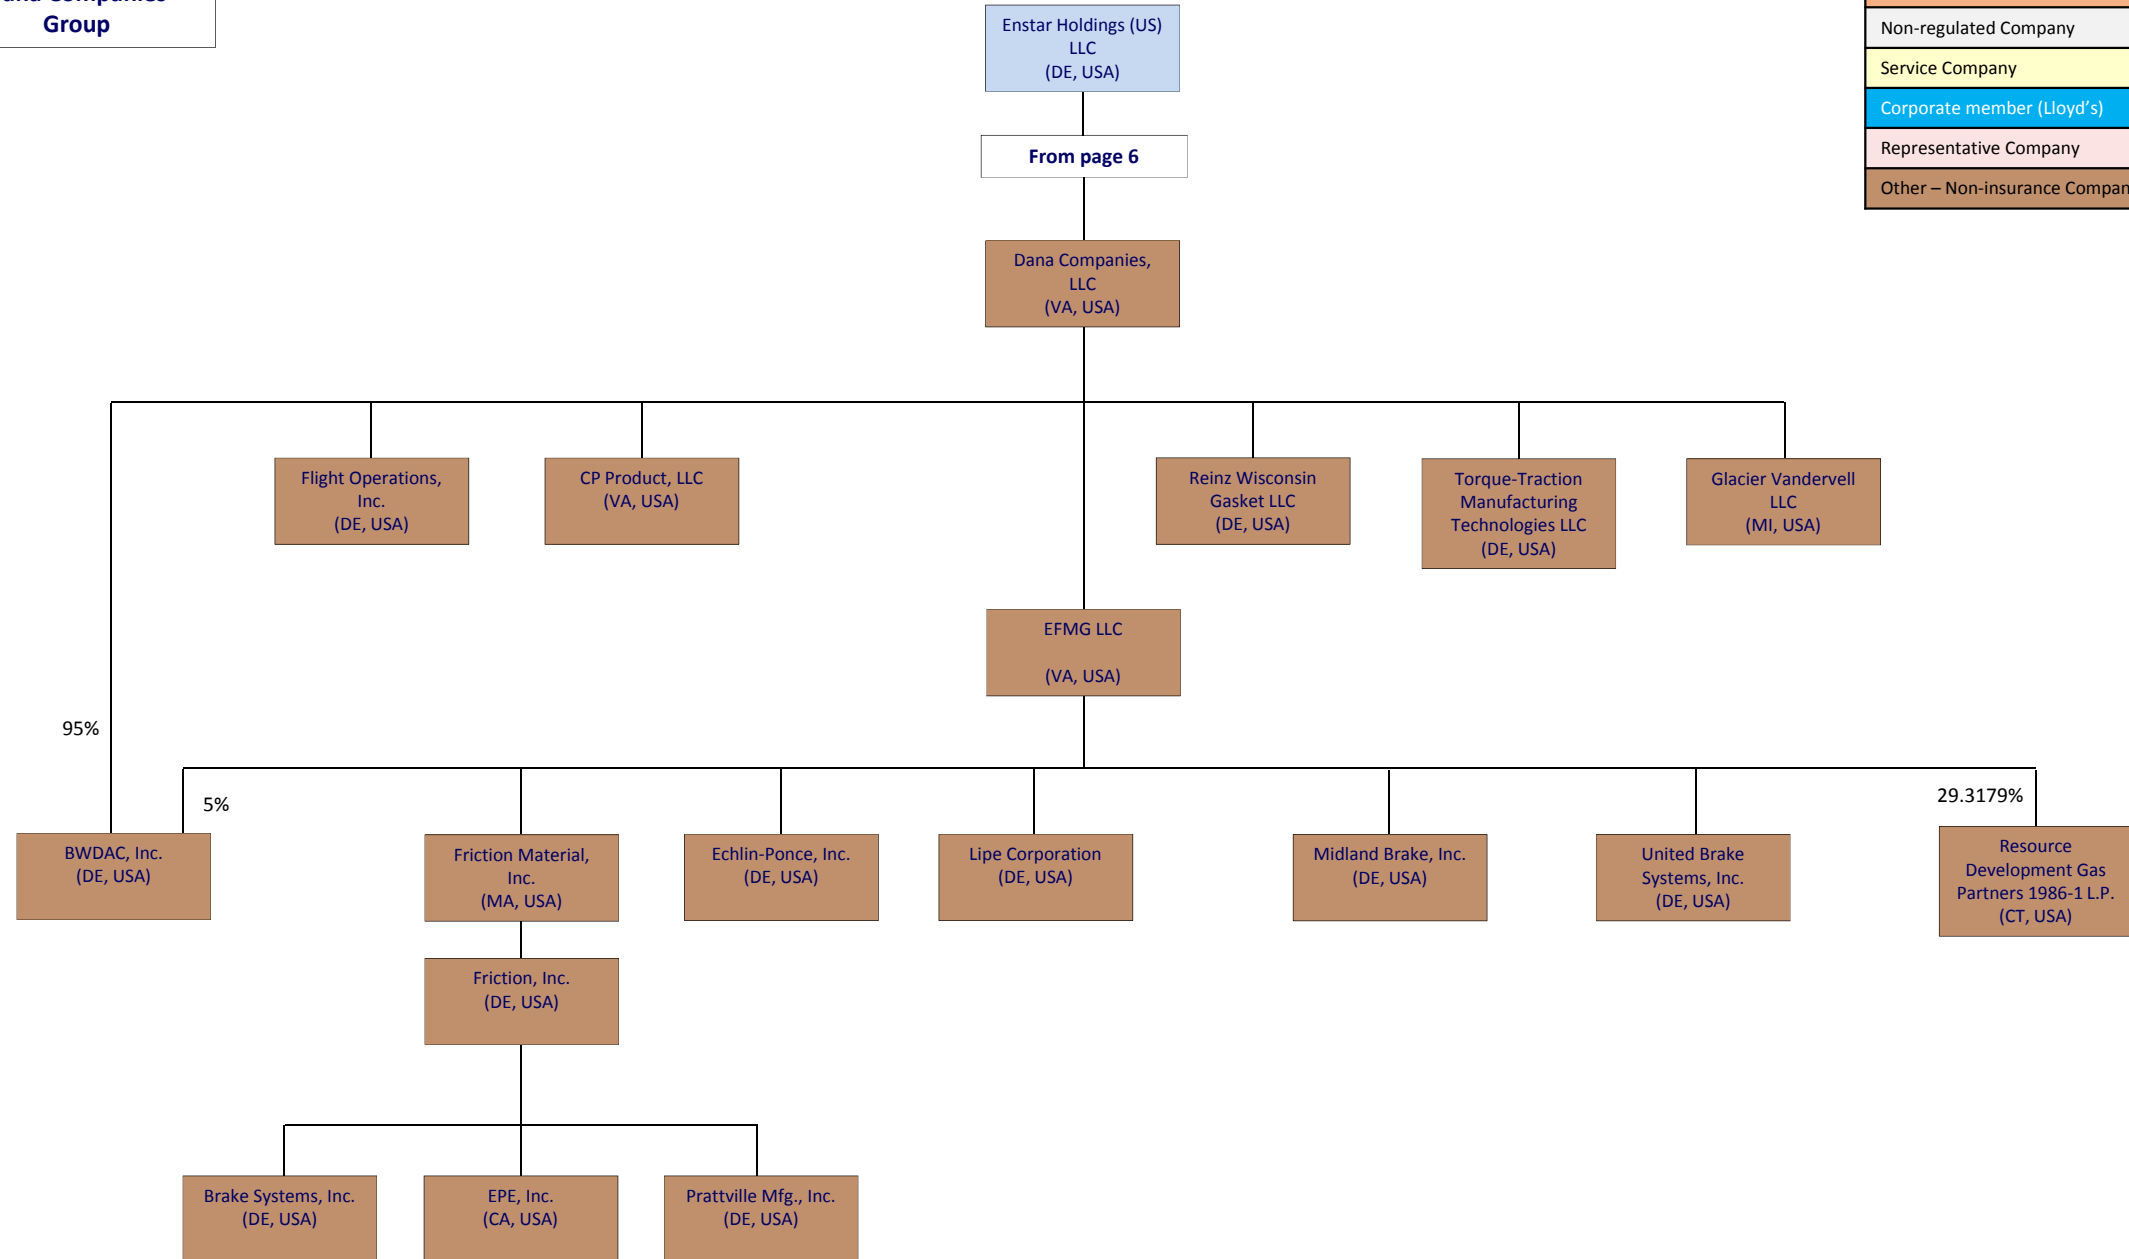 Group
Enstar Holdings (US)
LLC
(DE, USA)
Non-regulated Company
Service Company
Corporate member (Lloyd's)
Representative Company
Other – Non-insurance
From page 6
Dana Companies,
LLC
(VA, USA)
Flight Operations,
Inc.
(DE, USA)
CP Product, LLC
(VA, USA)
Reinz Wisconsin
Gasket LLC
(DE, USA)
Torque-Traction
Manufacturing
Technologies LLC
(DE, USA)
Glacier Vandervell
LLC
(MI, USA)
EFMG LLC
(VA, USA)
95%
5%
29.3179%
BWDAC, Inc.
(DE, USA)
Friction Material,
Inc.
(MA, USA)
Echlin-Ponce, Inc.
(DE, USA)
Lipe Corporation
(DE, USA)
Midland Brake, Inc.
(DE, USA)
United Brake
Systems, Inc.
(DE, USA)
Resource
Development Gas
Partners 1986-1 L.P.
(CT, USA)
Friction, Inc.
(DE, USA)
Brake Systems, Inc.
(DE, USA)
EPE, Inc.
(CA, USA)
Prattville Mfg., Inc.
(DE, USA)